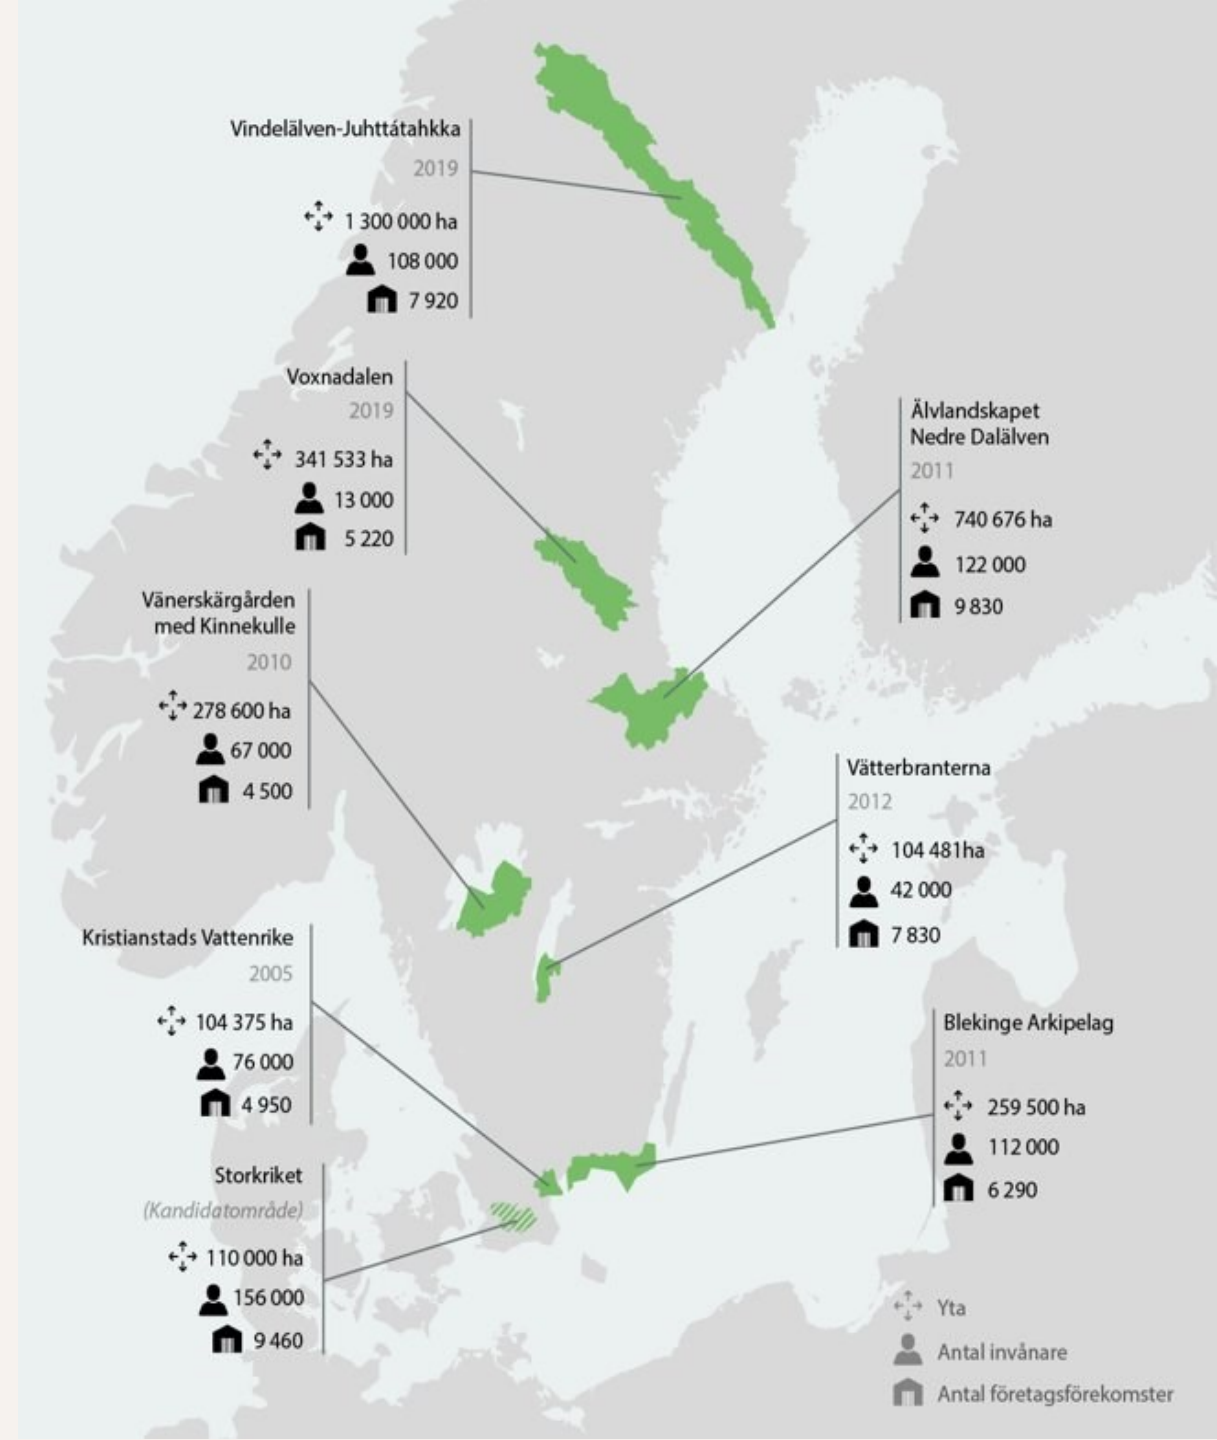 Vindelälven-Juhttátahkka
2019
1 300 000 ha
108 000
7 920
Voxnadalen
2019
341 533 ha
13 000
5 220
Älvlandskapet
Nedre Dalälven
2011
740 676 ha
122 000
9 830
Vänerskärgården
med Kinnekulle
2010
278 600 ha
67 000
4 500
Vätterbranterna
2012
104 481ha
42 000
7 830
Kristianstads Vattenrike
2005
104 375 ha
76 000
4 950
Blekinge Arkipelag
2011
259 500 ha
112 000
6 290
Storkriket
(Kandidatområde)
110 000 ha
156 000
9 460
Yta
Antal invånare
Antal företagsförekomster